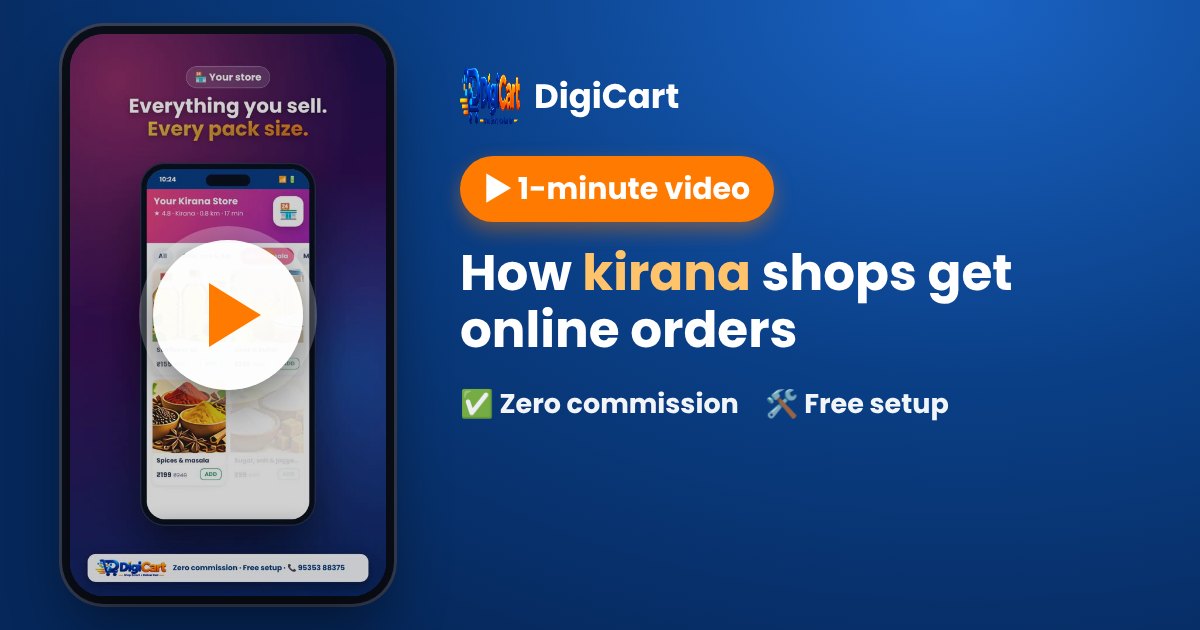 🏪 Your store
Everything you sell.
Every pack size.
10:24
Your Kirana Store
★ 4.8 · Kirana · 0.8 km · 17 min
All
Spices & masala
₹199 ₹249 ADD
DigiCart Zero commission · Free setup · 📞 95353 88375
DigiCart
DigiCart
▶ 1-minute video
How kirana shops get
online orders
✅ Zero commission 🛠️ Free setup